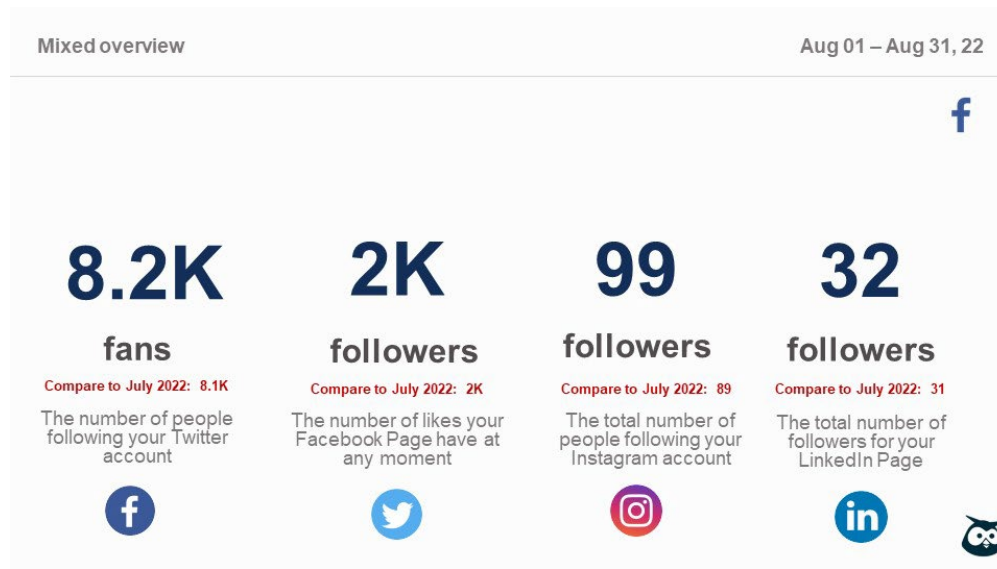 Mixed overview
Aug 01 – Aug 31, 22
8.2K
fans
Compare to July 2022: 8.1K
The number of people
following your Twitter
account
2K
followers
Compare to July 2022: 2K
The number of likes your
Facebook Page have at
any moment
99
followers
Compare to July 2022: 89
The total number of
people following your
Instagram account
32
followers
Compare to July 2022: 31
The total number of
followers for your
LinkedIn Page